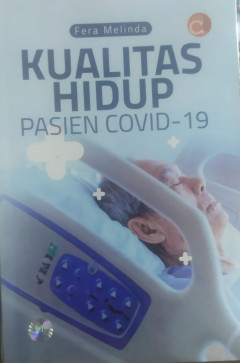 Fera Melinda
KUALITAS
HIDUP
PASIEN COVID-19